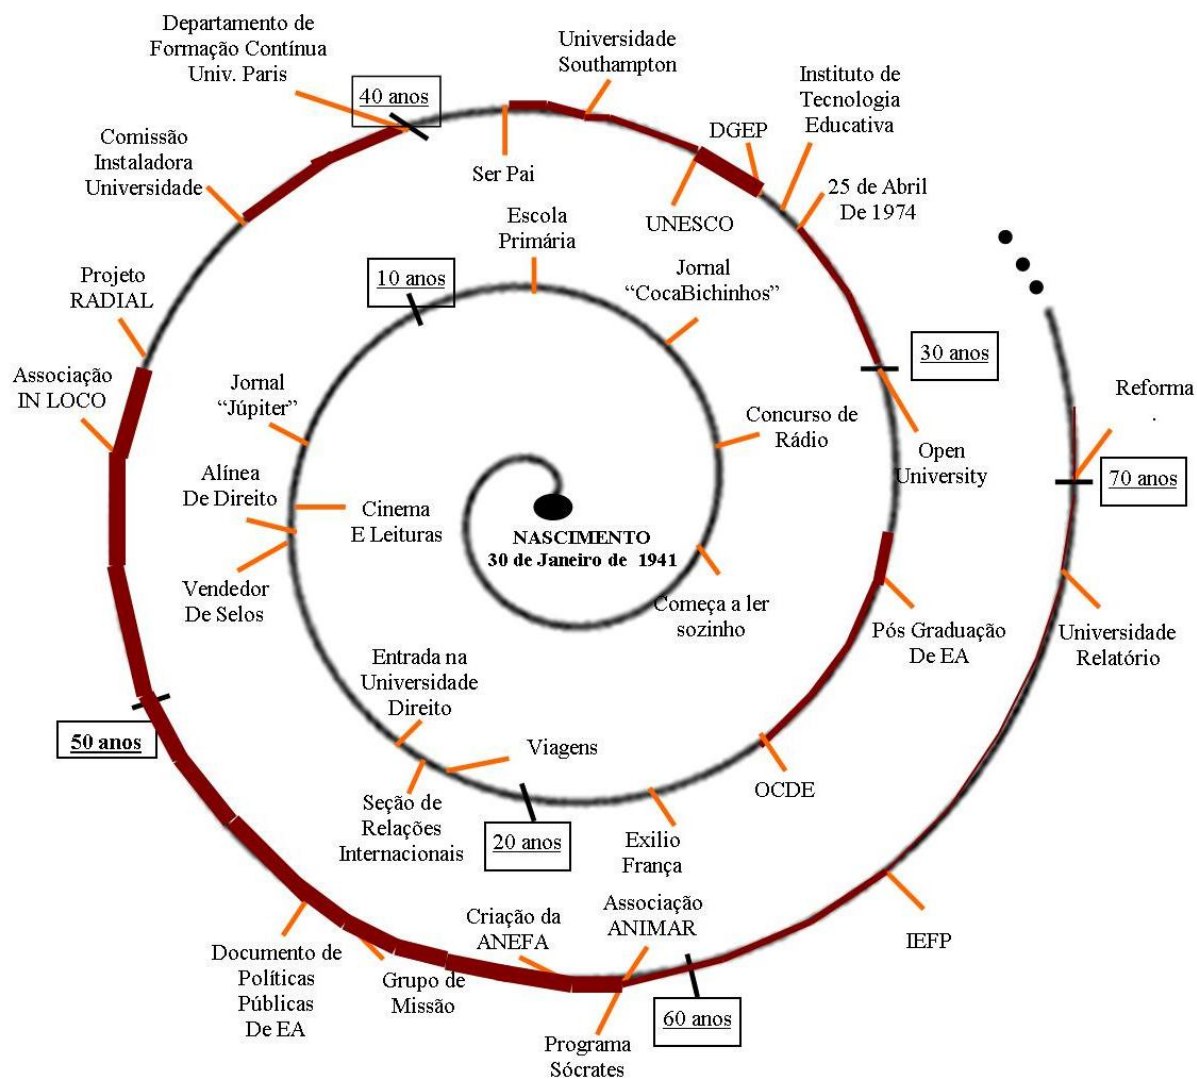 Departamento de
Formação Contínua
Univ. Paris
40 anos
Universidade
Southampton
Instituto de
Tecnologia
Educativa
DGEP
Comissão
Instaladora
Universidade
Ser Pai
UNESCO
25 de Abril
De 1974
Escola
Primária
10 anos
Jornal
“CocaBichinhos”
Projeto
RADIAL
30 anos
Associação
IN LOCO
Jornal
“Júpiter”
Reforma
.
Concurso de
Rádio
Open
University
70 anos
Alínea
De Direito
Cinema
E Leituras
NASCIMENTO
30 de Janeiro de 1941
Vendedor
De Selos
Começa a ler
sozinho
Pós Graduação
De EA
Universidade
Relatório
Entrada na
Universidade
Direito
50 anos
Viagens
OCDE
Seção de
Relações
Internacionais
20 anos
Exilio
França
Criação da
ANEFA
Associação
ANIMAR
IEFP
Documento de
Políticas
Públicas
De EA
Grupo de
Missão
60 anos
Programa
Sócrates